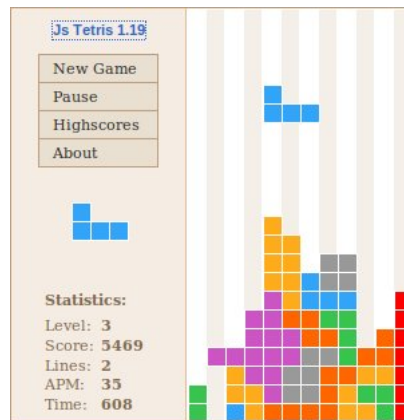 Js Tetris 1.19
New Game
Pause
Highscores
About
Statistics:
Level: 3
Score: 5469
Lines: 2
APM: 35
Time: 608